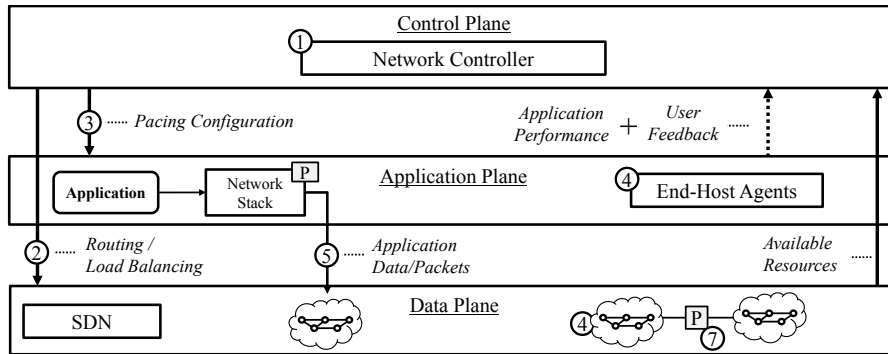 Control Plane
1
Network Controller
3
Pacing Configuration
Application
Performance
+
User
Feedback
Application Plane
Application
Network
Stack
P
4
End-Host Agents
2
Routing /
Load Balancing
5
Application
Data/Packets
Available
Resources
Data Plane
SDN
4
P
7